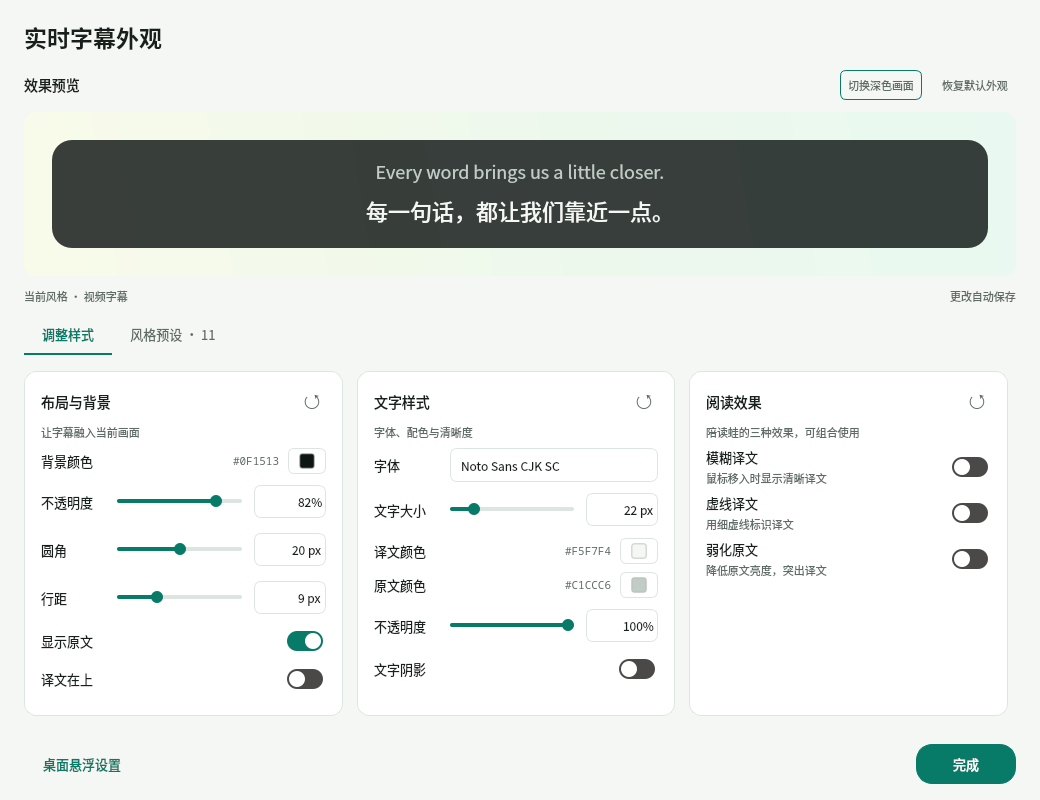 实时字幕外观
效果预览
切换深色画面
恢复默认外观
Every word brings us a little closer.
每一句话，都让我们靠近一点。
当前风格 · 视频字幕
更改自动保存
调整样式
风格预设 · 11
布局与背景
让字幕融入当前画面
背景颜色 #0F1513
不透明度 82%
圆角 20 px
行距 9 px
显示原文
译文在上
文字样式
字体、配色与清晰度
字体 Noto Sans CJK SC
文字大小 22 px
译文颜色 #F5F7F4
原文颜色 #C1CCC6
不透明度 100%
文字阴影
阅读效果
陪读蛙的三种效果，可组合使用
模糊译文
鼠标移入时显示清晰译文
虚线译文
用细虚线标识译文
弱化原文
降低原文亮度，突出译文
桌面悬浮设置
完成